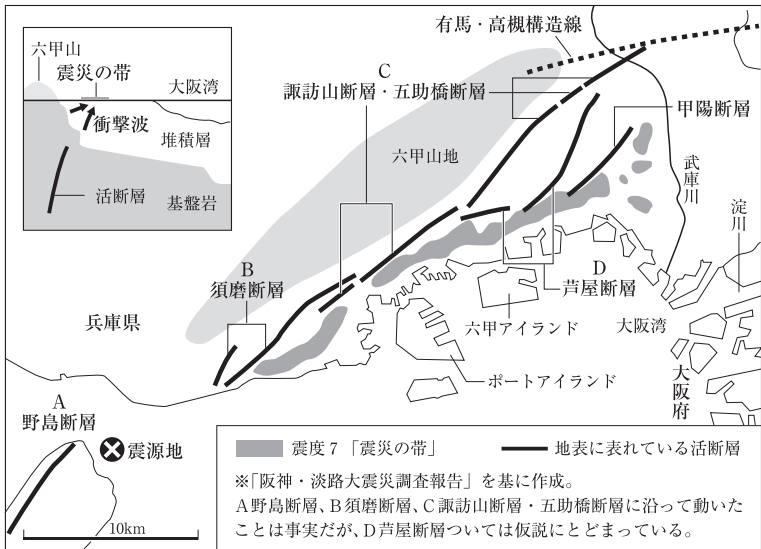 有馬・高槻構造線
六甲山
震災の帯
大阪湾
衝撃波
堆積層
活断層
基盤岩
C
諏訪山断層・五助橋断層
甲陽断層
六甲山地
武庫川
淀川
B
須磨断層
D
芦屋断層
兵庫県
六甲アイランド
大阪湾
ポートアイランド
大阪府
A
野島断層
震源地
10km
震度7「震災の帯」
地表に表れている活断層
※「阪神・淡路大震災調査報告」を基に作成。
A野島断層、B須磨断層、C諏訪山断層・五助橋断層に沿って動いた
ことは事実だが、D芦屋断層ついては仮説にとどまっている。